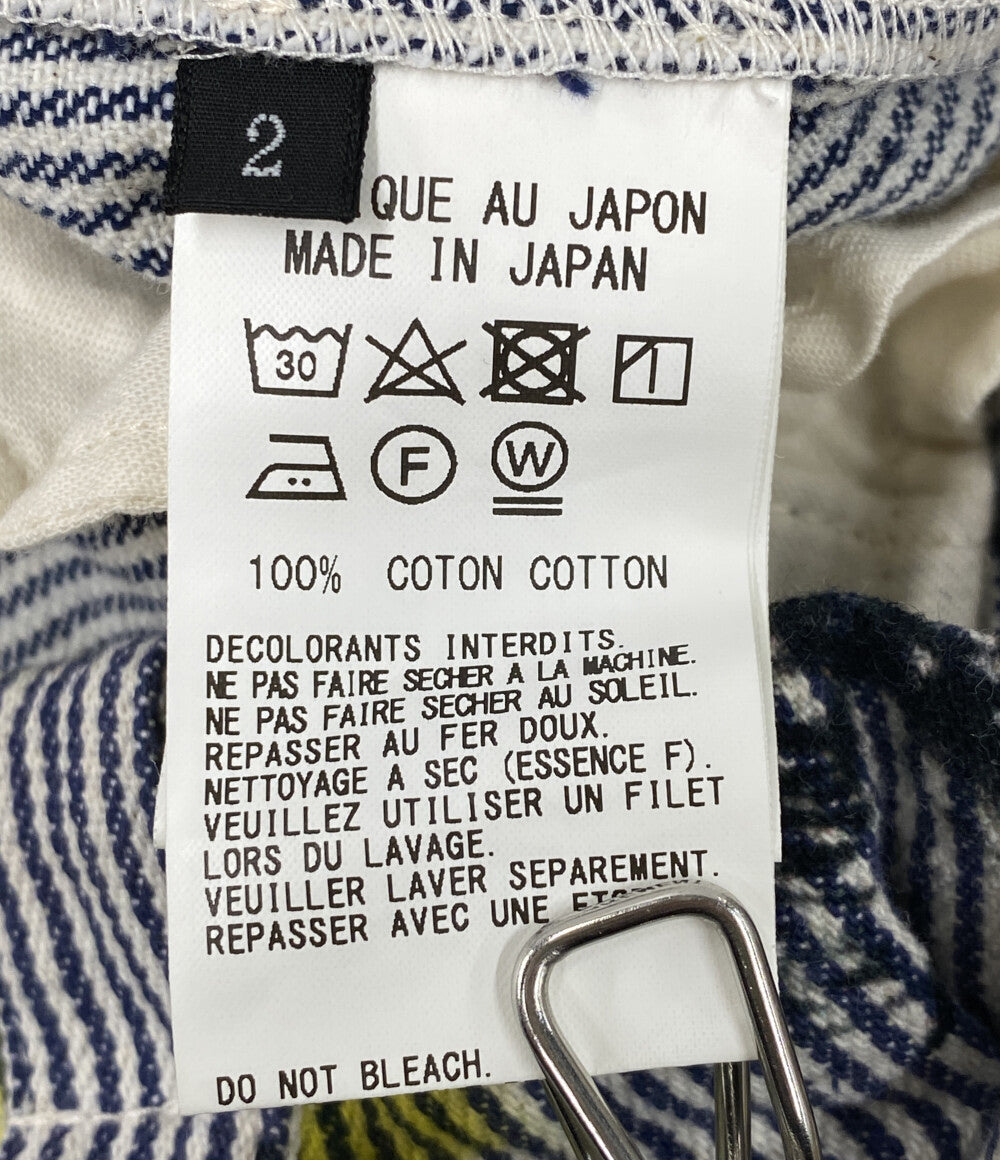 2
QUE AU JAPON
MADE IN JAPAN
30
F W
100% COTON COTTON
DECOLORANTS INTERDITS.
NE PAS FAIRE SECHER A LA MACHINE.
NE PAS FAIRE SECHER AU SOLEIL.
REPASSER AU FER DOUX.
NETTOYAGE A SEC (ESSENCE F).
VEUILLEZ UTILISER UN FILET
LORS DU LAVAGE.
VEUILLER LAVER SEPAREMENT.
REPASSER AVEC UNE
DO NOT BLEACH.